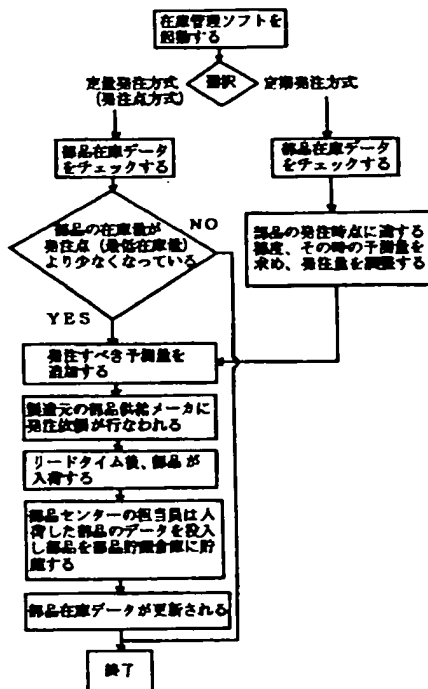 在庫管理ソフトを
起動する
選択
定量発注方式
(発注点方式)
定期発注方式
部品在庫データ
をチェックする
部品在庫データ
をチェックする
部品の在庫量が
発注点(最低在庫量)
より少なくなっている
NO
YES
部品の発注時点に達する
都度、その時の予測量を
求め、発注量を調整する
発注すべき予測量を
追加する
製造元の部品供給メーカに
発注依頼が行なわれる
リードタイム後、部品が
入荷する
部品センターの担当員は入
荷した部品のデータを投入
し部品を部品貯蔵倉庫に貯
蔵する
部品在庫データが更新される
終了